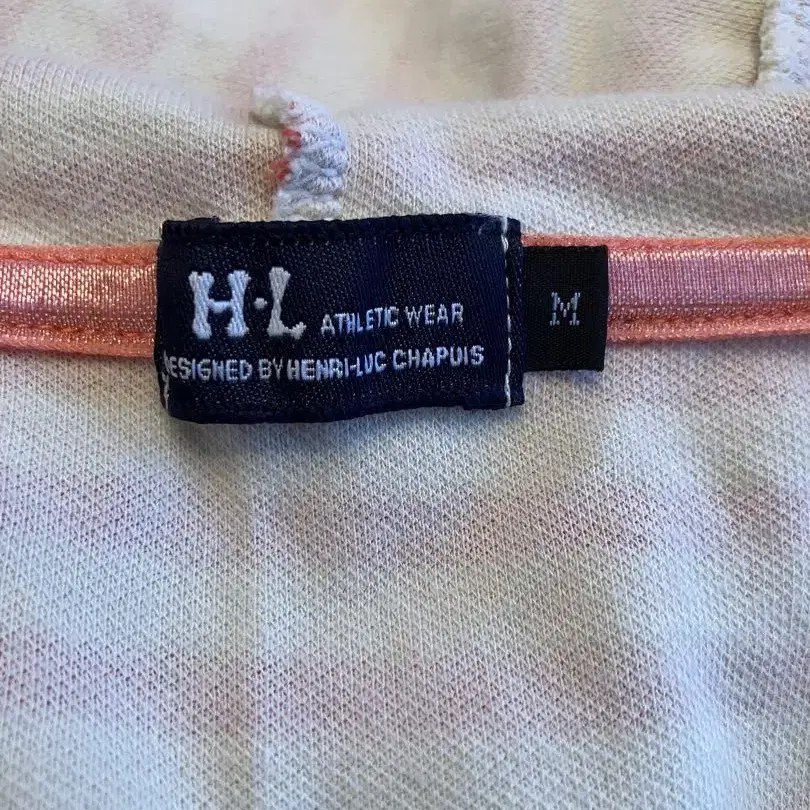 H·L ATHLETIC WEAR
DESIGNED BY HENRI-LUC CHAPUIS
M